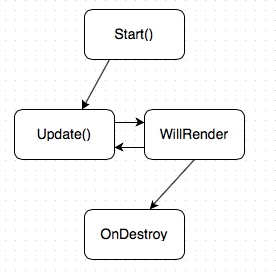 Start()
Update()
WillRender
OnDestroy